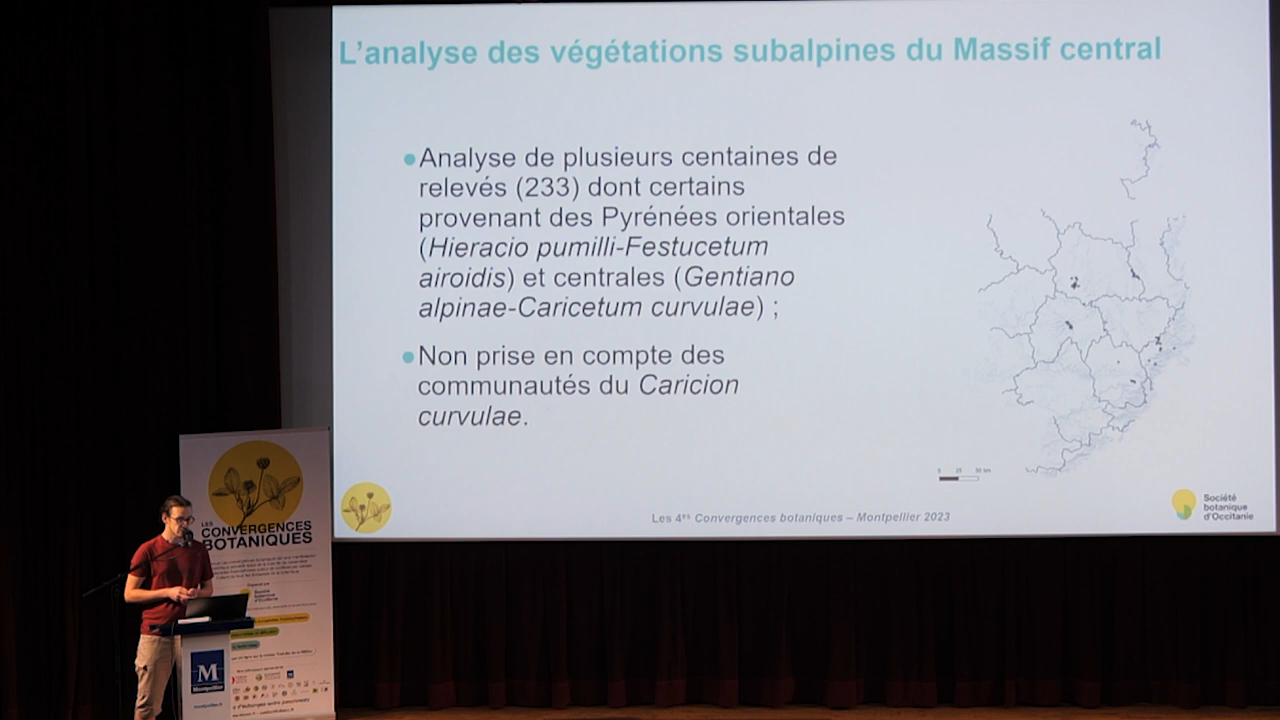 L'analyse des végétations subalpines du Massif central
●Analyse de plusieurs centaines de
relevés (233) dont certains
provenant des Pyrénées orientales
(Hieracio pumilli-Festucetum
airoidis) et centrales (Gentiano
alpinae-Caricetum curvulae) ;
●Non prise en compte des
communautés du Caricion
curvulae.
Les 4es Convergences botaniques – Montpellier 2023
Société
botanique
d'Occitanie
LES
CONVERGENCES
BOTANIQUES
M
Montpellier